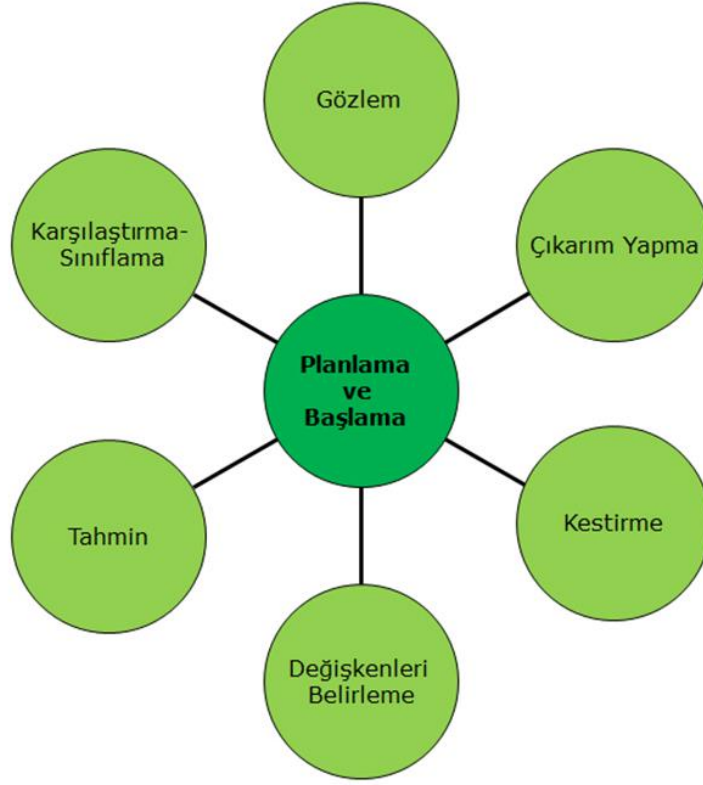 Gözlem
Karşılaştırma-
Sınıflama
Çıkarım Yapma
Planlama
ve
Başlama
Tahmin
Kestirme
Değişkenleri
Belirleme